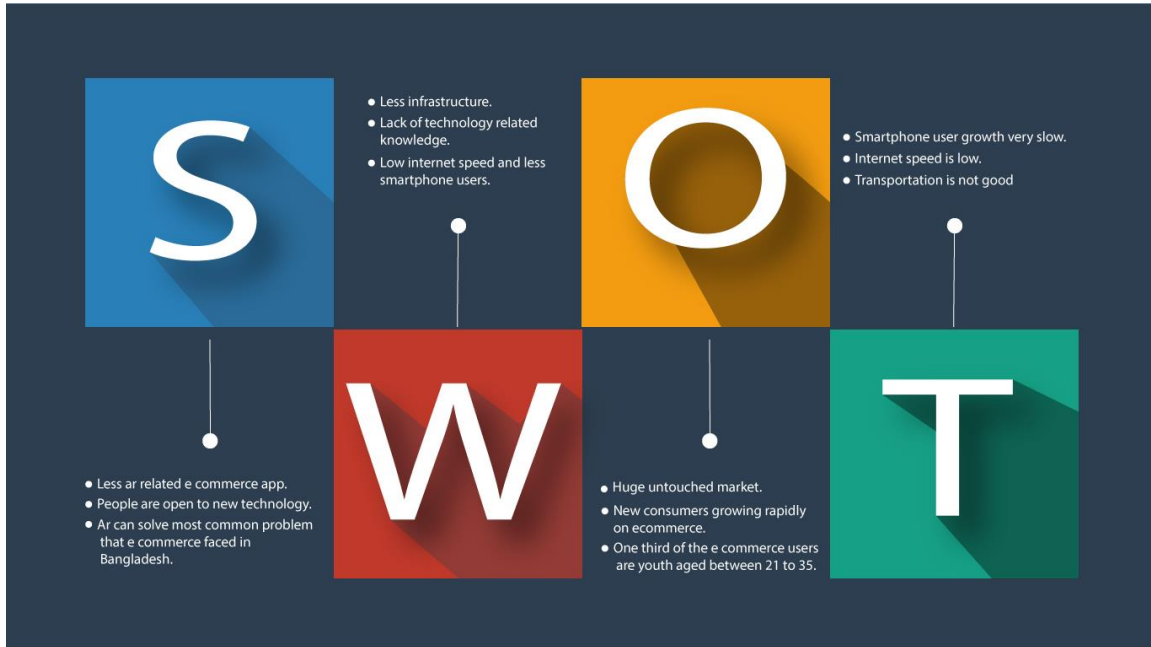 S
● Less ar related e commerce app.
● People are open to new technology.
● Ar can solve most common problem
that e commerce faced in
Bangladesh.
W
● Less infrastructure.
● Lack of technology related
knowledge.
● Low internet speed and less
smartphone users.
O
● Huge untouched market.
● New consumers growing rapidly
on ecommerce.
● One third of the e commerce users
are youth aged between 21 to 35.
T
● Smartphone user growth very slow.
● Internet speed is low.
● Transportation is not good